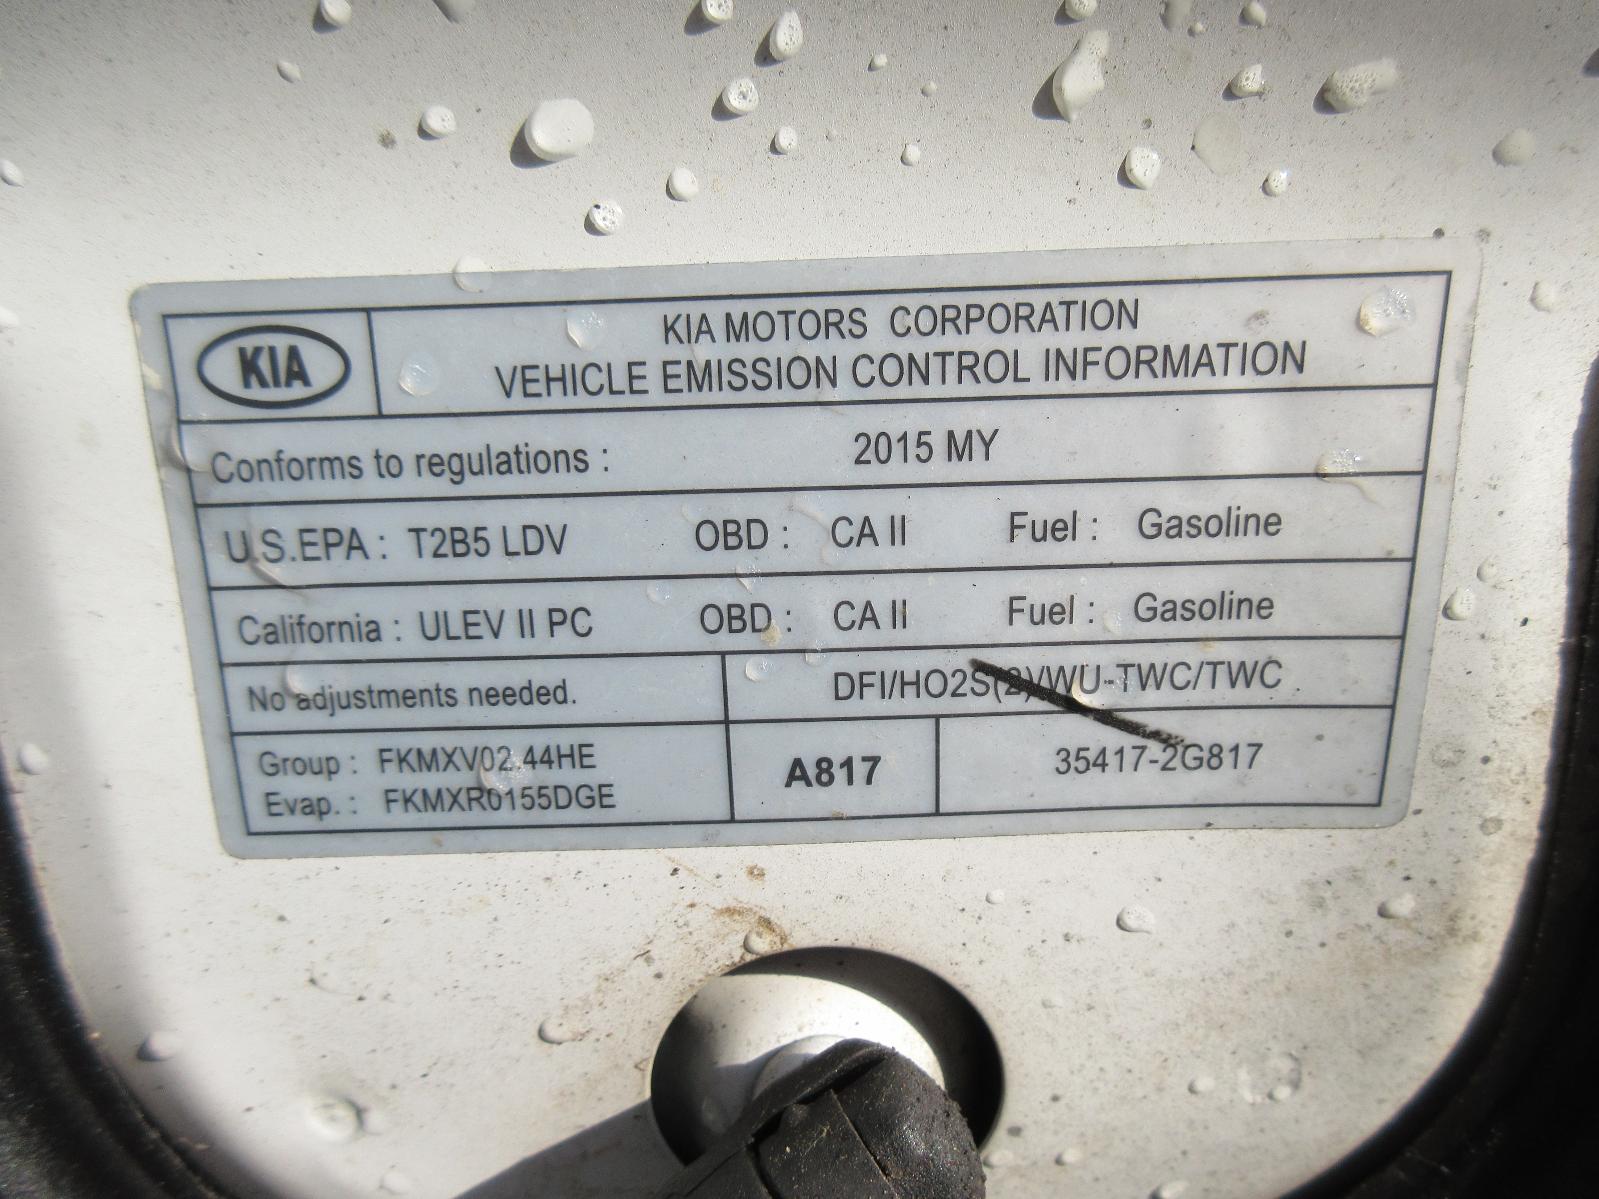 KIA
KIA MOTORS CORPORATION
VEHICLE EMISSION CONTROL INFORMATION
Conforms to regulations : 2015 MY
U.S.EPA : T2B5 LDV OBD : CA II Fuel : Gasoline
California : ULEV II PC OBD : CA II Fuel : Gasoline
No adjustments needed. DFI/HO2S(2)/WU-TWC/TWC
Group : FKMXV02.44HE
Evap. : FKMXR0155DGE
A817
35417-2G817